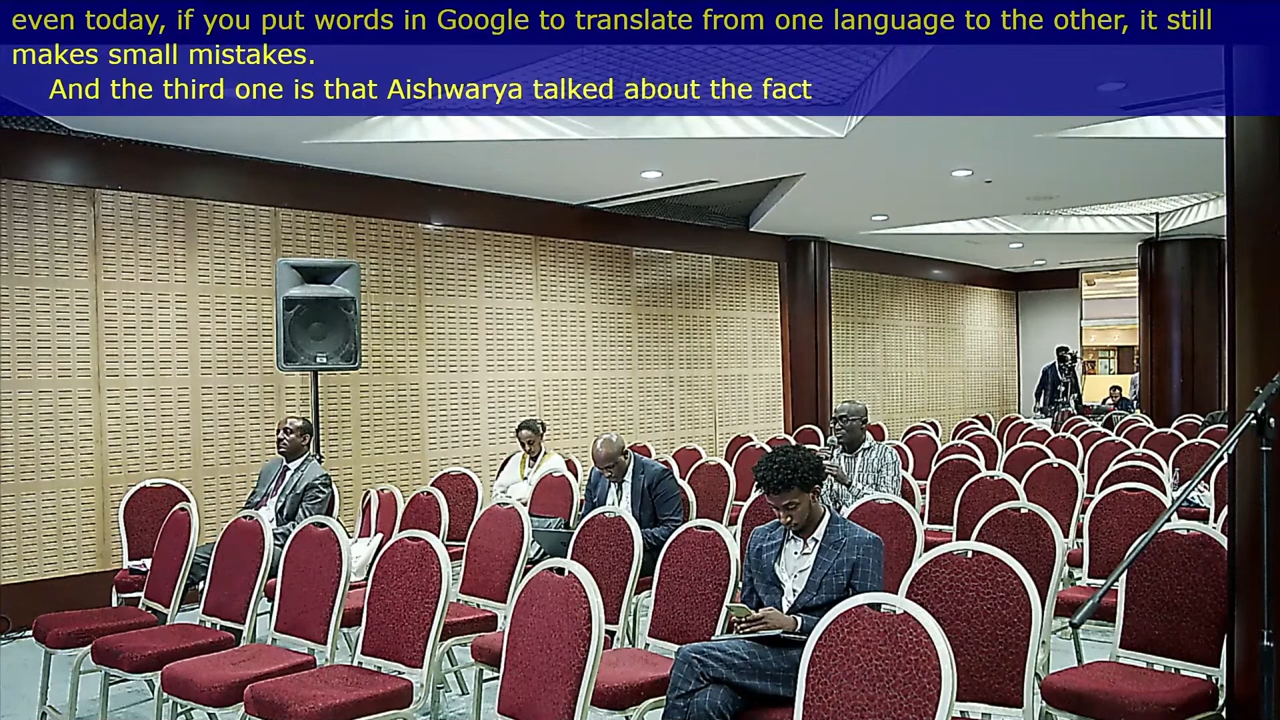 even today, if you put words in Google to translate from one language to the other, it still
makes small mistakes.
And the third one is that Aishwarya talked about the fact